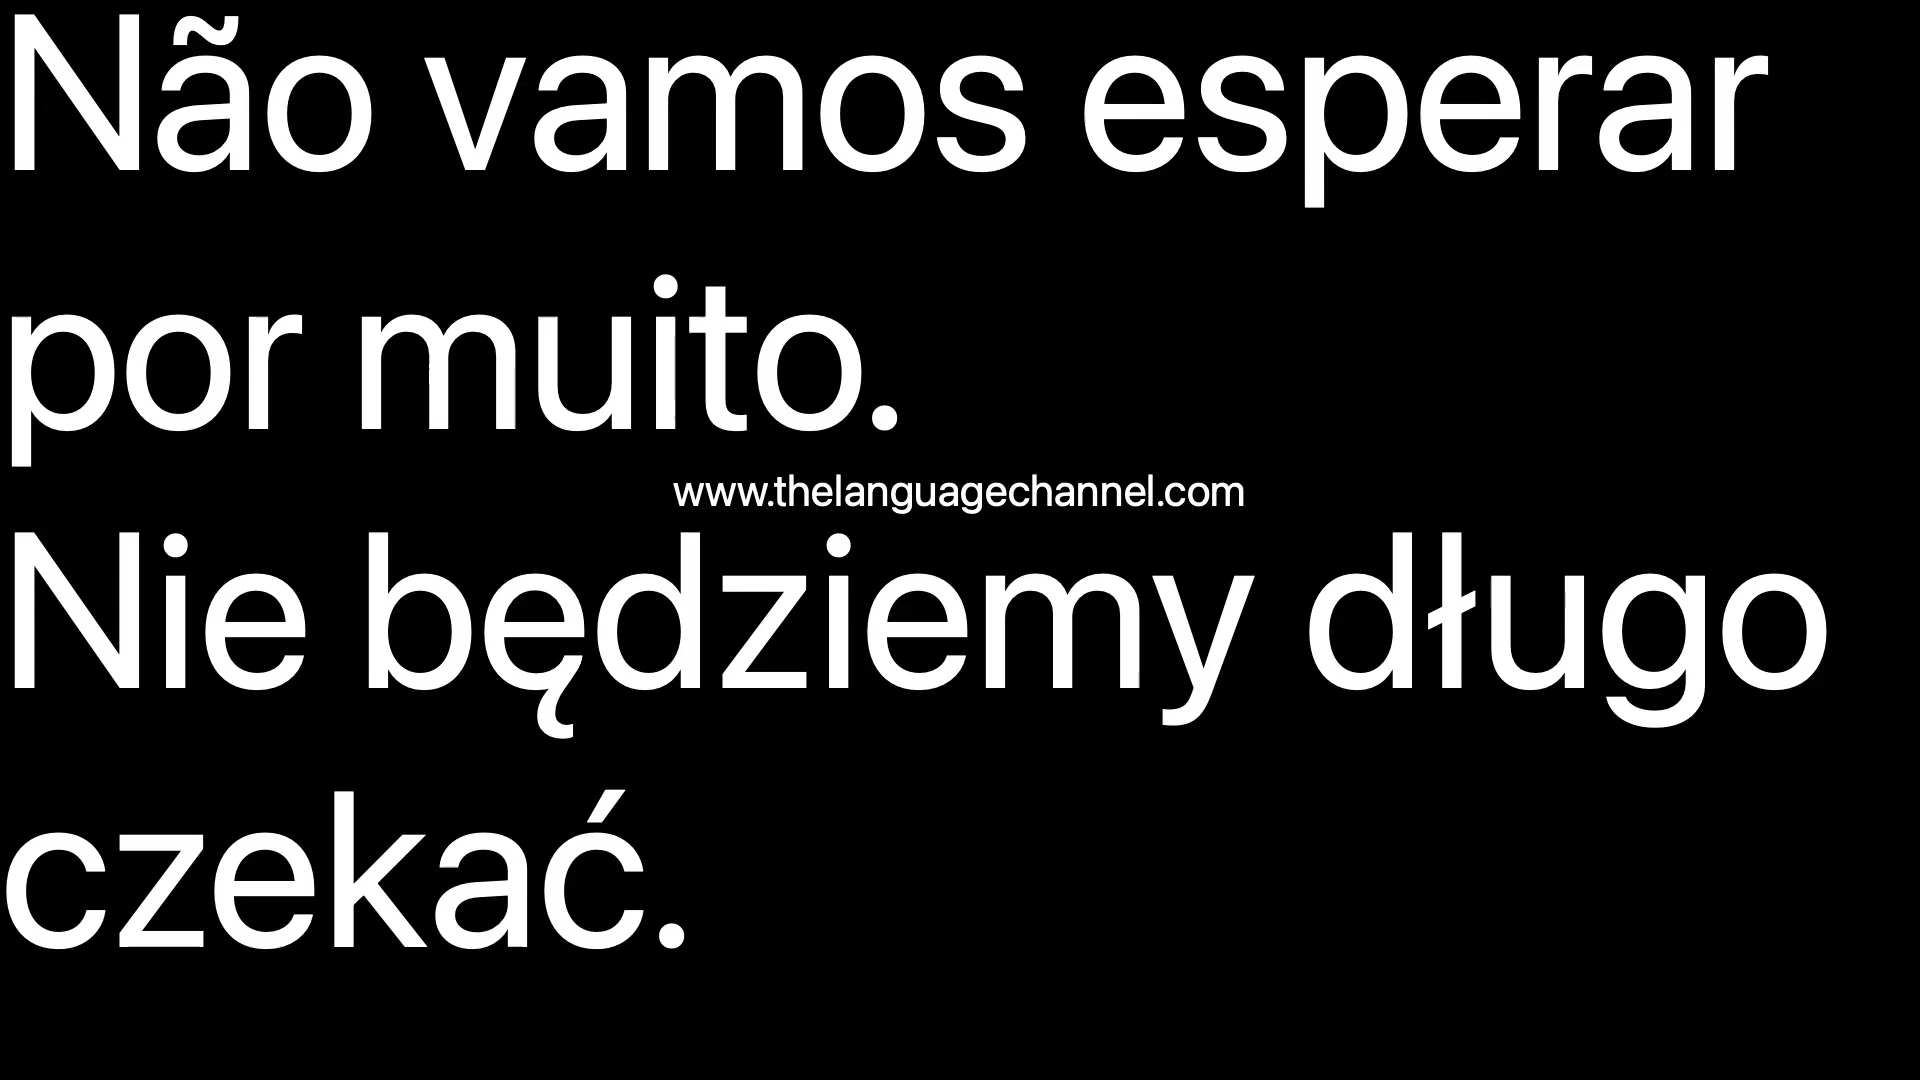 Não vamos esperar
por muito.
www.thelanguagechannel.com
Nie będziemy długo
czekać.